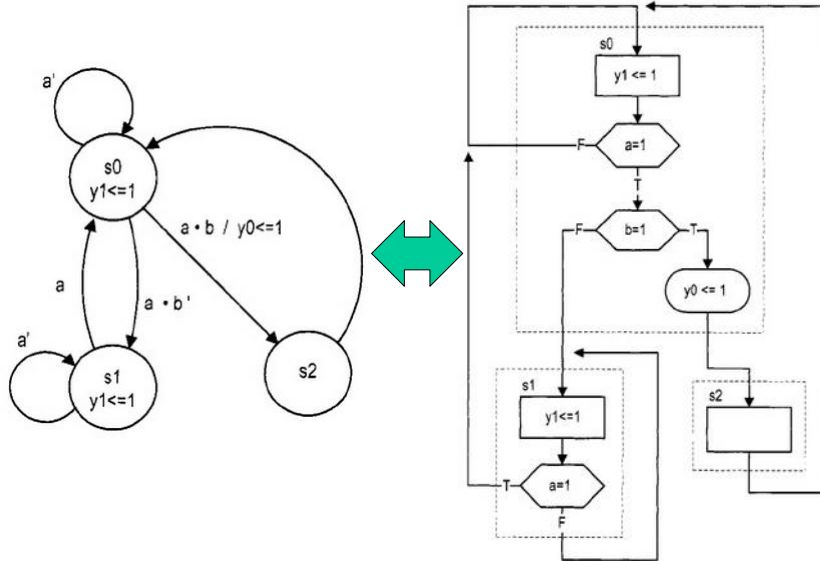 a'
s0
y1<=1
a • b / y0<=1
a
a • b '
a'
s1
y1<=1
s2
s0
y1 <= 1
F
a=1
T
F
b=1
T
y0 <= 1
s1
y1<=1
T
a=1
F
s2